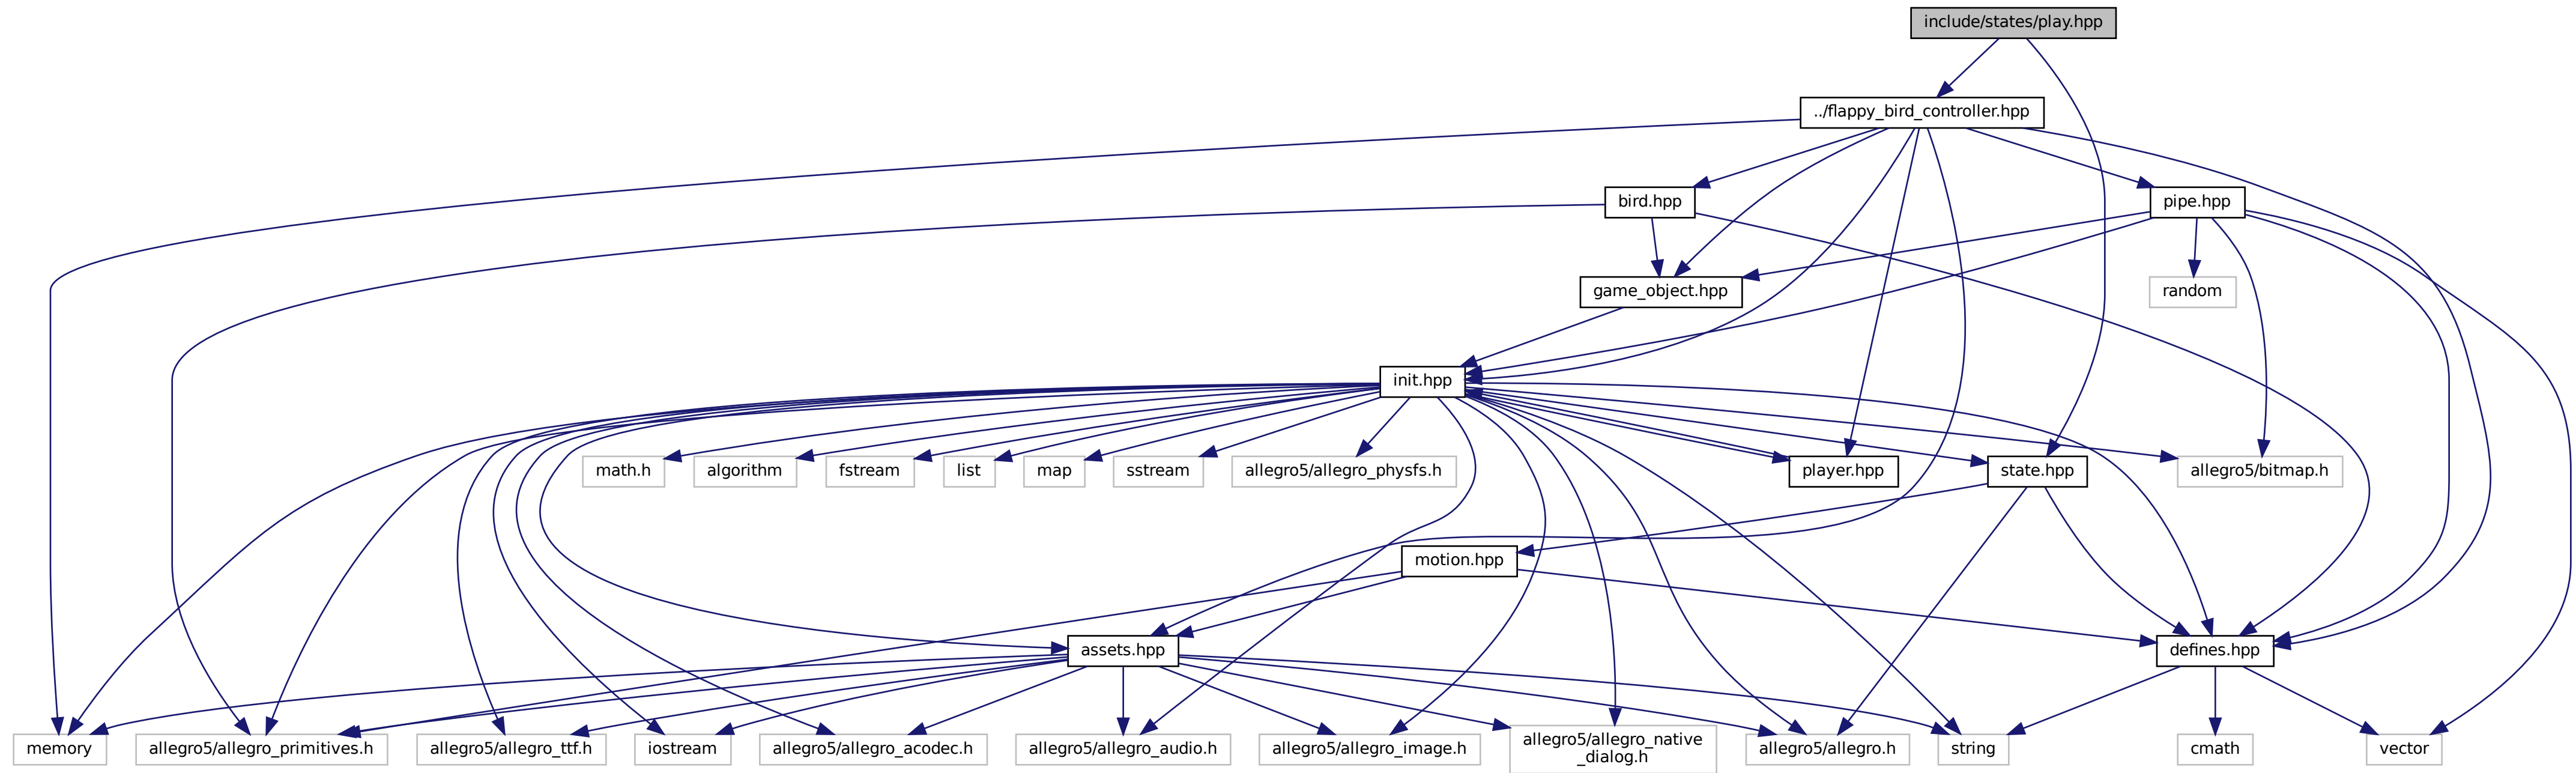 include/states/play.hpp
../flappy_bird_controller.hpp
bird.hpp
pipe.hpp
game_object.hpp
random
init.hpp
math.h
algorithm
fstream
list
map
sstream
allegro5/allegro_physfs.h
player.hpp
state.hpp
allegro5/bitmap.h
motion.hpp
assets.hpp
defines.hpp
memory
allegro5/allegro_primitives.h
allegro5/allegro_ttf.h
iostream
allegro5/allegro_acodec.h
allegro5/allegro_audio.h
allegro5/allegro_image.h
allegro5/allegro_native
_dialog.h
allegro5/allegro.h
string
cmath
vector